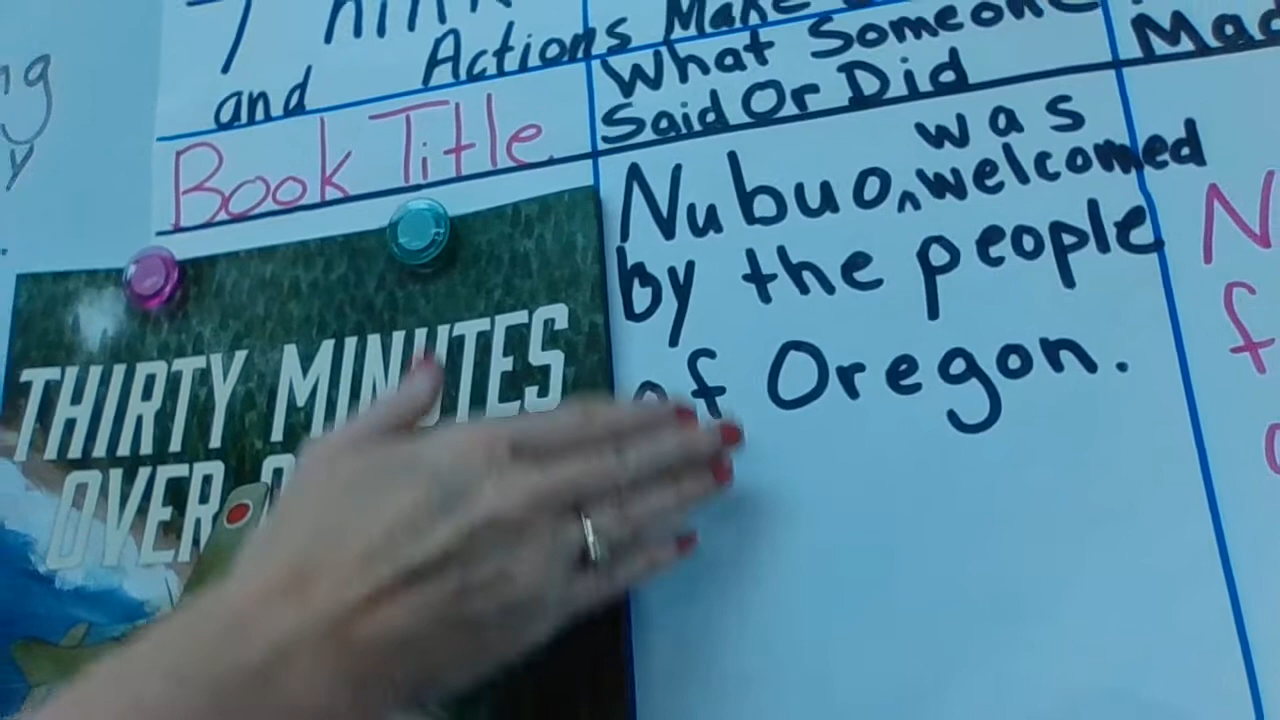 Actions Make
and
What Someone
Said Or Did
Book Title
was
Nubuo ^ welcomed
by the people
of Oregon.
THIRTY MINUTES
OVER